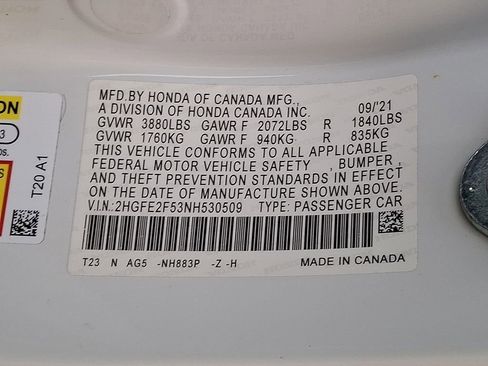 MFD.BY HONDA OF CANADA MFG.,
A DIVISION OF HONDA CANADA INC. 09/'21
GVWR 3880LBS GAWR F 2072LBS R 1840LBS
GVWR 1760KG GAWR F 940KG R 835KG
THIS VEHICLE CONFORMS TO ALL APPLICABLE
FEDERAL MOTOR VEHICLE SAFETY , BUMPER ,
AND THEFT PREVENTION STANDARDS IN EFFECT
ON THE DATE OF MANUFACTURE SHOWN ABOVE.
V.I.N.:2HGFE2F53NH530509 TYPE: PASSENGER CAR
T23 N AG5 -NH883P -Z -H MADE IN CANADA
T20 A1